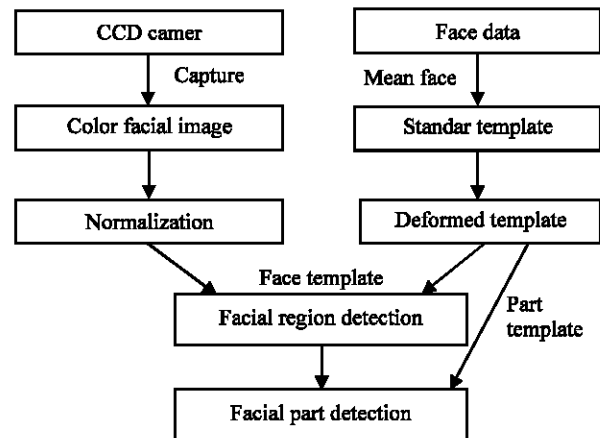 CCD camer
Face data
Capture
Mean face
Color facial image
Standar template
Normalization
Deformed template
Face template
Facial region detection
Part
template
Facial part detection